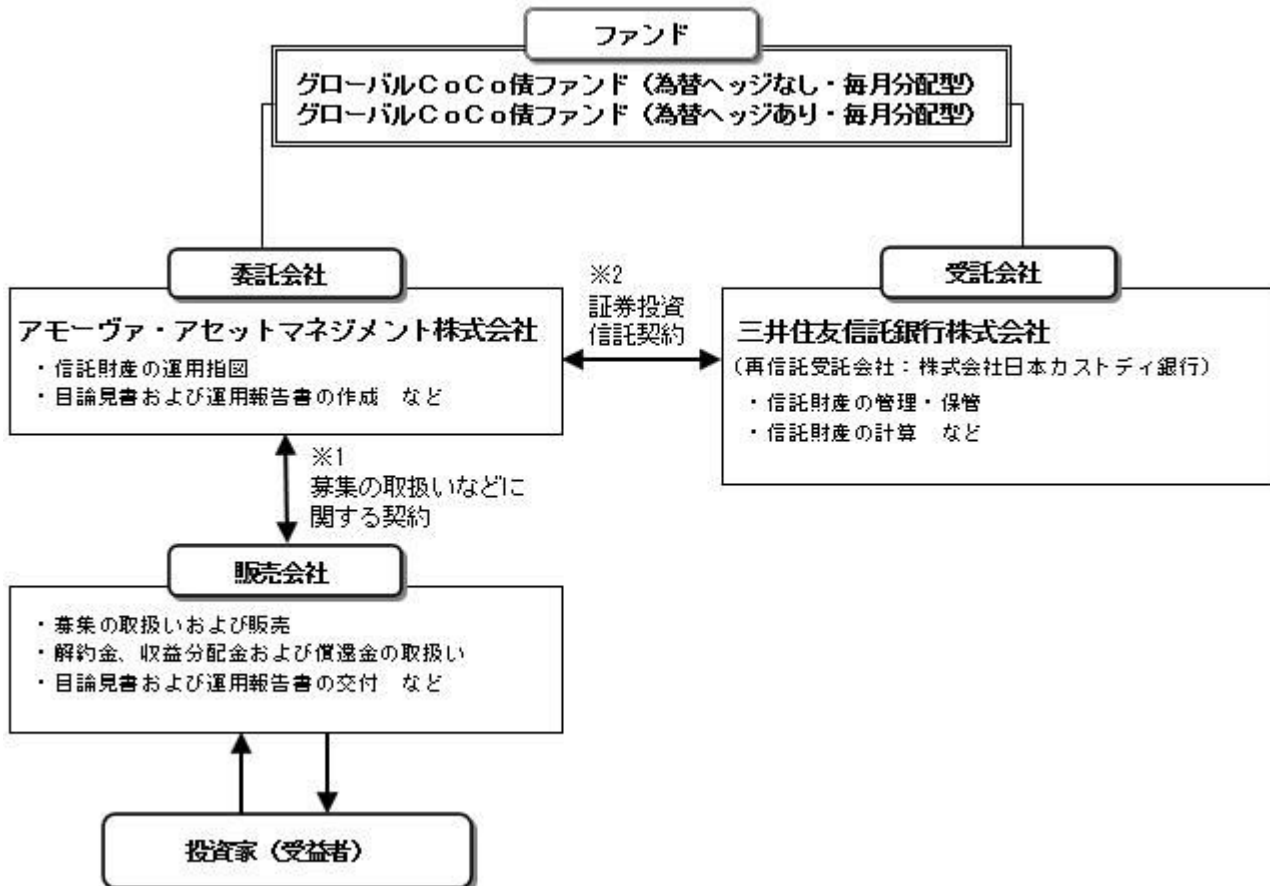 ファンド
グローバルCoCo債ファンド（為替ヘッジなし・毎月分配型）
グローバルCoCo債ファンド（為替ヘッジあり・毎月分配型）
委託会社
アモーヴァ・アセットマネジメント株式会社
・信託財産の運用指図
・目論見書および運用報告書の作成　など
※2
証券投資
信託契約
受託会社
三井住友信託銀行株式会社
（再信託受託会社：株式会社日本カストディ銀行）
・信託財産の管理・保管
・信託財産の計算　など
※1
募集の取扱いなどに
関する契約
販売会社
・募集の取扱いおよび販売
・解約金、収益分配金および償還金の取扱い
・目論見書および運用報告書の交付　など
投資家（受益者）